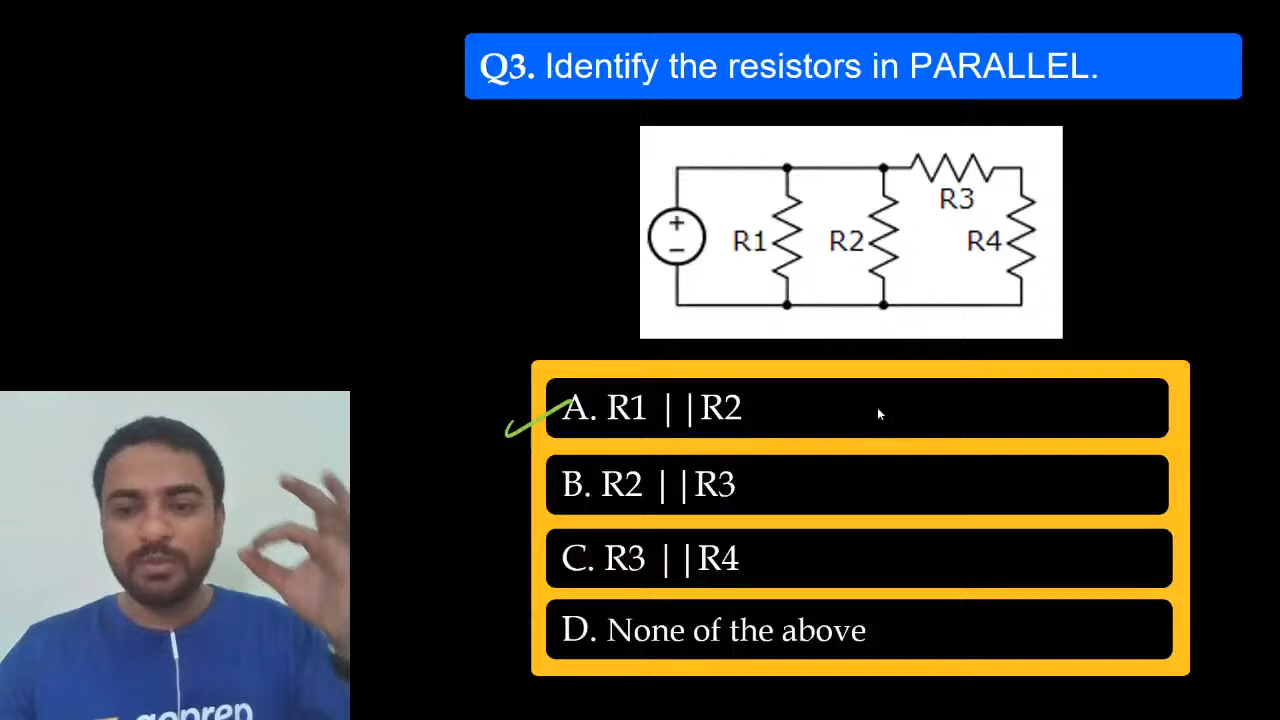 Q3. Identify the resistors in PARALLEL.
R3
+
R1
R2
R4
−
A. R1 ||R2
B. R2 ||R3
C. R3 ||R4
D. None of the above